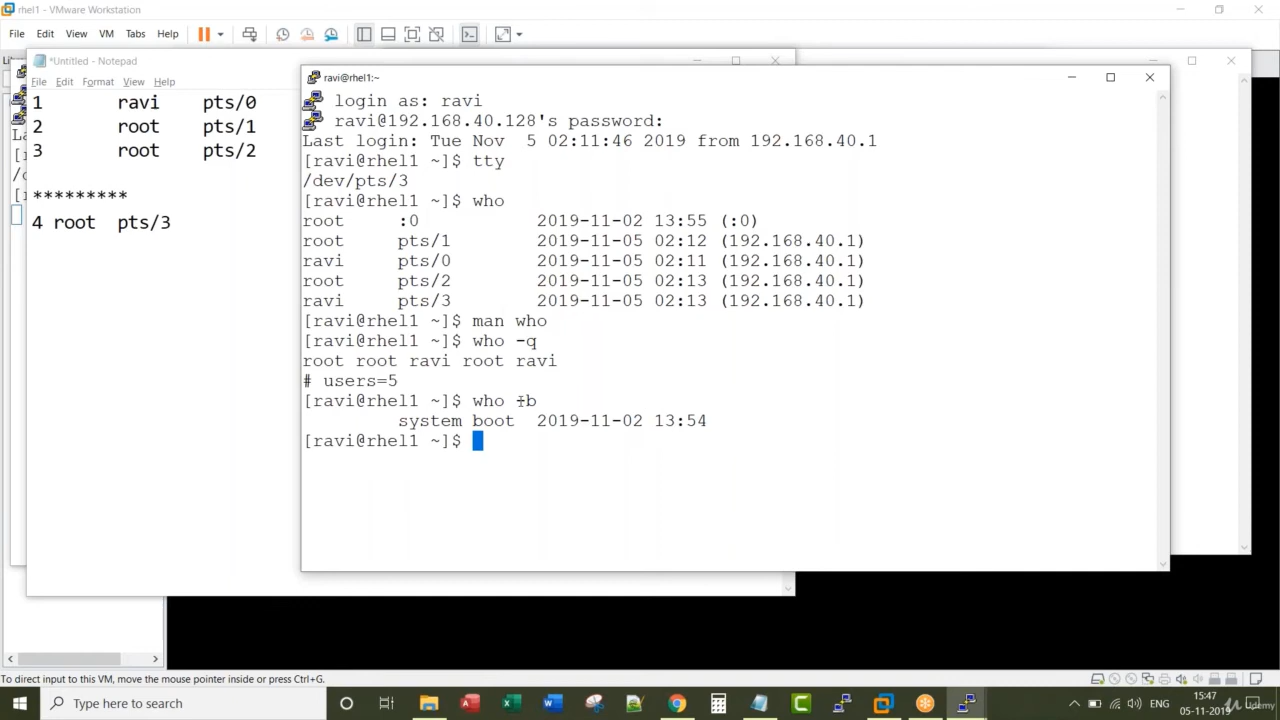 rhel1 - VMware Workstation
File Edit View VM Tabs Help
*Untitled - Notepad
File Edit Format View Help
1 ravi pts/0
2 root pts/1
3 root pts/2
*********
4 root pts/3
ravi@rhel1:~
login as: ravi
ravi@192.168.40.128's password:
Last login: Tue Nov  5 02:11:46 2019 from 192.168.40.1
[ravi@rhel1 ~]$ tty
/dev/pts/3
[ravi@rhel1 ~]$ who
root :0 2019-11-02 13:55 (:0)
root pts/1 2019-11-05 02:12 (192.168.40.1)
ravi pts/0 2019-11-05 02:11 (192.168.40.1)
root pts/2 2019-11-05 02:13 (192.168.40.1)
ravi pts/3 2019-11-05 02:13 (192.168.40.1)
[ravi@rhel1 ~]$ man who
[ravi@rhel1 ~]$ who -q
root root ravi root ravi
# users=5
[ravi@rhel1 ~]$ who -b
system boot 2019-11-02 13:54
[ravi@rhel1 ~]$
To direct input to this VM, move the mouse pointer inside or press Ctrl+G.
Type here to search
ENG
15:47
05-11-2019
Udemy